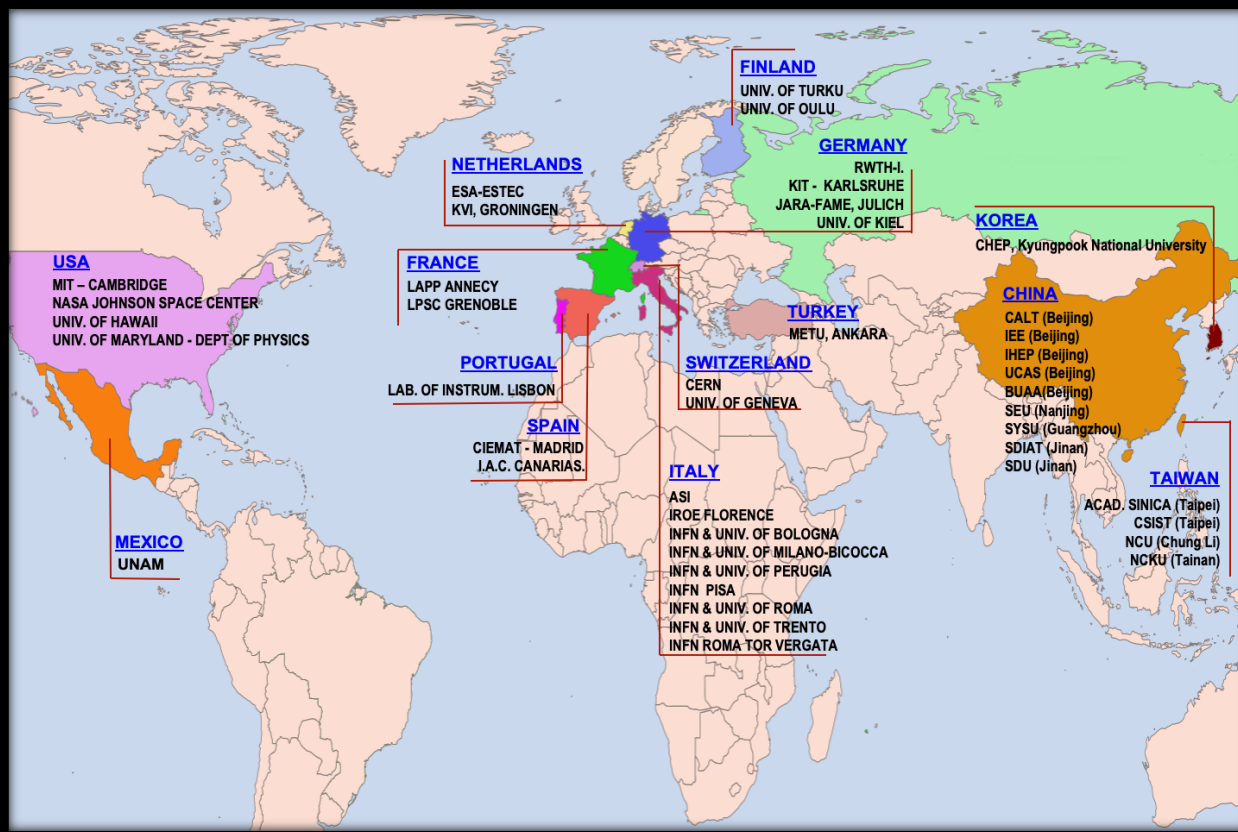 FINLAND
UNIV. OF TURKU
UNIV. OF OULU
GERMANY
RWTH-I.
KIT - KARLSRUHE
JARA-FAME, JULICH
UNIV. OF KIEL
NETHERLANDS
ESA-ESTEC
KVI, GRONINGEN
KOREA
CHEP, Kyungpook National University
USA
MIT – CAMBRIDGE
NASA JOHNSON SPACE CENTER
UNIV. OF HAWAII
UNIV. OF MARYLAND - DEPT OF PHYSICS
FRANCE
LAPP ANNECY
LPSC GRENOBLE
TURKEY
METU, ANKARA
CHINA
CALT (Beijing)
IEE (Beijing)
IHEP (Beijing)
UCAS (Beijing)
BUAA(Beijing)
SEU (Nanjing)
SYSU (Guangzhou)
SDIAT (Jinan)
SDU (Jinan)
PORTUGAL
LAB. OF INSTRUM. LISBON
SWITZERLAND
CERN
UNIV. OF GENEVA
SPAIN
CIEMAT - MADRID
I.A.C. CANARIAS.
ITALY
ASI
IROE FLORENCE
INFN & UNIV. OF BOLOGNA
INFN & UNIV. OF MILANO-BICOCCA
INFN & UNIV. OF PERUGIA
INFN PISA
INFN & UNIV. OF ROMA
INFN & UNIV. OF TRENTO
INFN ROMA TOR VERGATA
TAIWAN
ACAD. SINICA (Taipei)
CSIST (Taipei)
NCU (Chung Li)
NCKU (Tainan)
MEXICO
UNAM